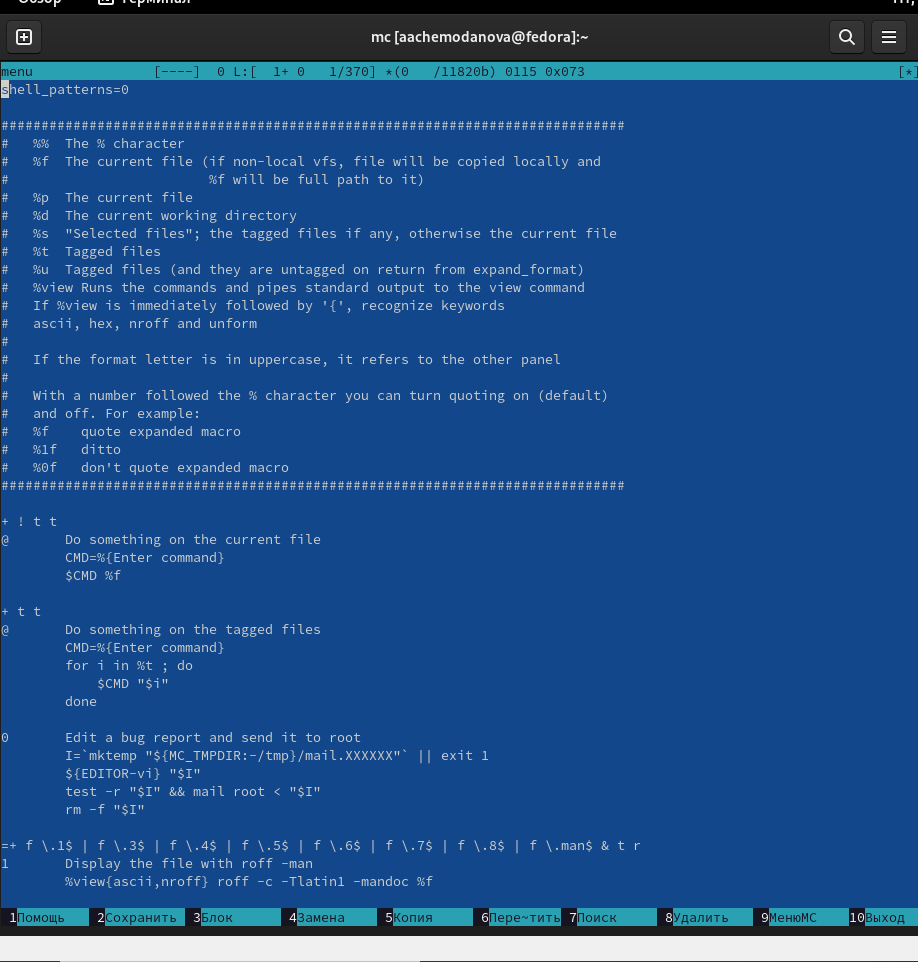 Обзор Терминал
mc [aachemodanova@fedora]:~
menu [----] 0 L:[ 1+ 0 1/370] *(0 /11820b) 0115 0x073 [*]
shell_patterns=0
##############################################################################
# %% The % character
# %f The current file (if non-local vfs, file will be copied locally and
# %f will be full path to it)
# %p The current file
# %d The current working directory
# %s "Selected files"; the tagged files if any, otherwise the current file
# %t Tagged files
# %u Tagged files (and they are untagged on return from expand_format)
# %view Runs the commands and pipes standard output to the view command
# If %view is immediately followed by '{', recognize keywords
# ascii, hex, nroff and unform
#
# If the format letter is in uppercase, it refers to the other panel
#
# With a number followed the % character you can turn quoting on (default)
# and off. For example:
# %f quote expanded macro
# %1f ditto
# %0f don't quote expanded macro
##############################################################################
+ ! t t
@ Do something on the current file
CMD=%{Enter command}
$CMD %f
+ t t
@ Do something on the tagged files
CMD=%{Enter command}
for i in %t ; do
$CMD "$i"
done
0 Edit a bug report and send it to root
I=`mktemp "${MC_TMPDIR:-/tmp}/mail.XXXXXX"` || exit 1
${EDITOR-vi} "$I"
test -r "$I" && mail root < "$I"
rm -f "$I"
=+ f \.1$ | f \.3$ | f \.4$ | f \.5$ | f \.6$ | f \.7$ | f \.8$ | f \.man$ & t r
1 Display the file with roff -man
%view{ascii,nroff} roff -c -Tlatin1 -mandoc %f
1Помощь 2Сохранить 3Блок 4Замена 5Копия 6Пере~тить 7Поиск 8Удалить 9МенюМС 10Выход